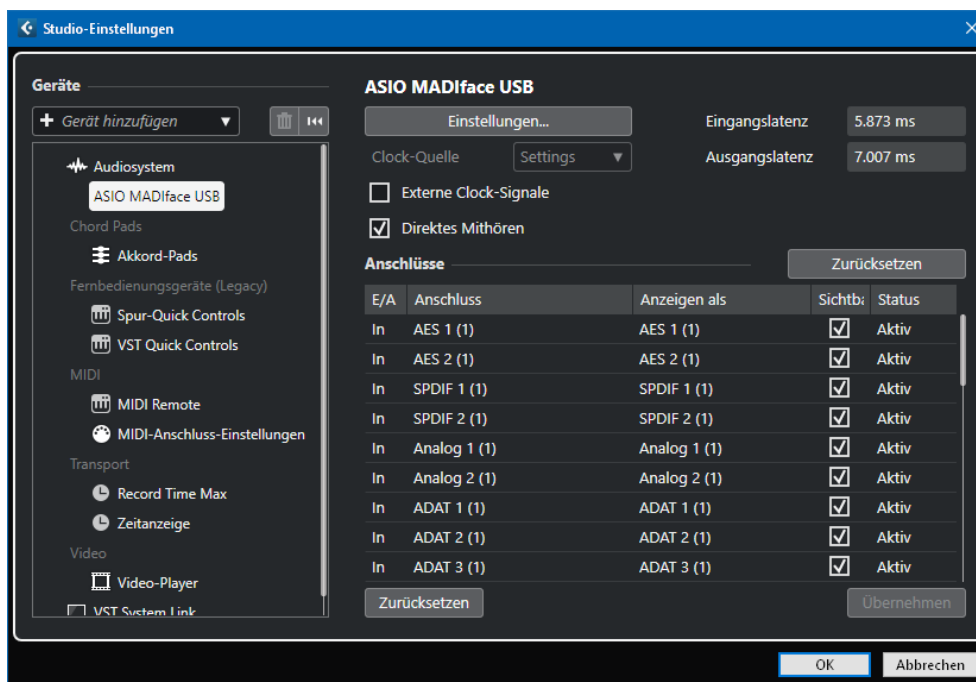 Studio-Einstellungen
Geräte
Gerät hinzufügen
Audiosystem
ASIO MADIface USB
Chord Pads
Akkord-Pads
Fernbedienungsgeräte (Legacy)
Spur-Quick Controls
VST Quick Controls
MIDI
MIDI Remote
MIDI-Anschluss-Einstellungen
Transport
Record Time Max
Zeitanzeige
Video
Video-Player
VST System Link
ASIO MADIface USB
Einstellungen...
Eingangslatenz 5.873 ms
Clock-Quelle Settings
Ausgangslatenz 7.007 ms
Externe Clock-Signale
Direktes Mithören
Anschlüsse
Zurücksetzen
E/A Anschluss Anzeigen als Sichtba Status
In AES 1 (1) AES 1 (1) Aktiv
In AES 2 (1) AES 2 (1) Aktiv
In SPDIF 1 (1) SPDIF 1 (1) Aktiv
In SPDIF 2 (1) SPDIF 2 (1) Aktiv
In Analog 1 (1) Analog 1 (1) Aktiv
In Analog 2 (1) Analog 2 (1) Aktiv
In ADAT 1 (1) ADAT 1 (1) Aktiv
In ADAT 2 (1) ADAT 2 (1) Aktiv
In ADAT 3 (1) ADAT 3 (1) Aktiv
Zurücksetzen
Übernehmen
OK
Abbrechen